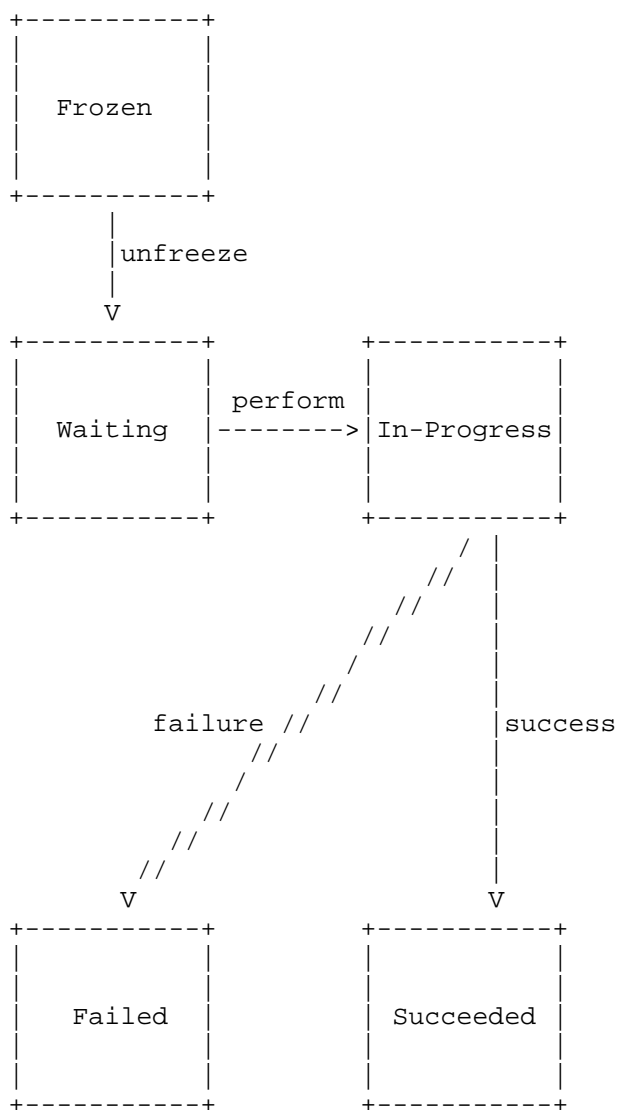 Frozen
unfreeze
perform
Waiting
In-Progress
failure
success
Failed
Succeeded